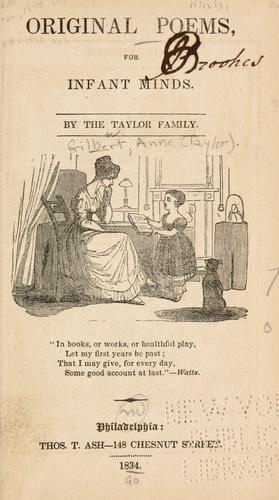 ORIGINAL POEMS,
FOR
Brookes
INFANT MINDS.
BY THE TAYLOR FAMILY.
Gilbert, Anne (Taylor).
"In books, or works, or healthful play,
Let my first years be past;
That I may give, for every day,
Some good account at last."—Watts.
Philadelphia:
THOS. T. ASH—148 CHESNUT STREET.
1834.